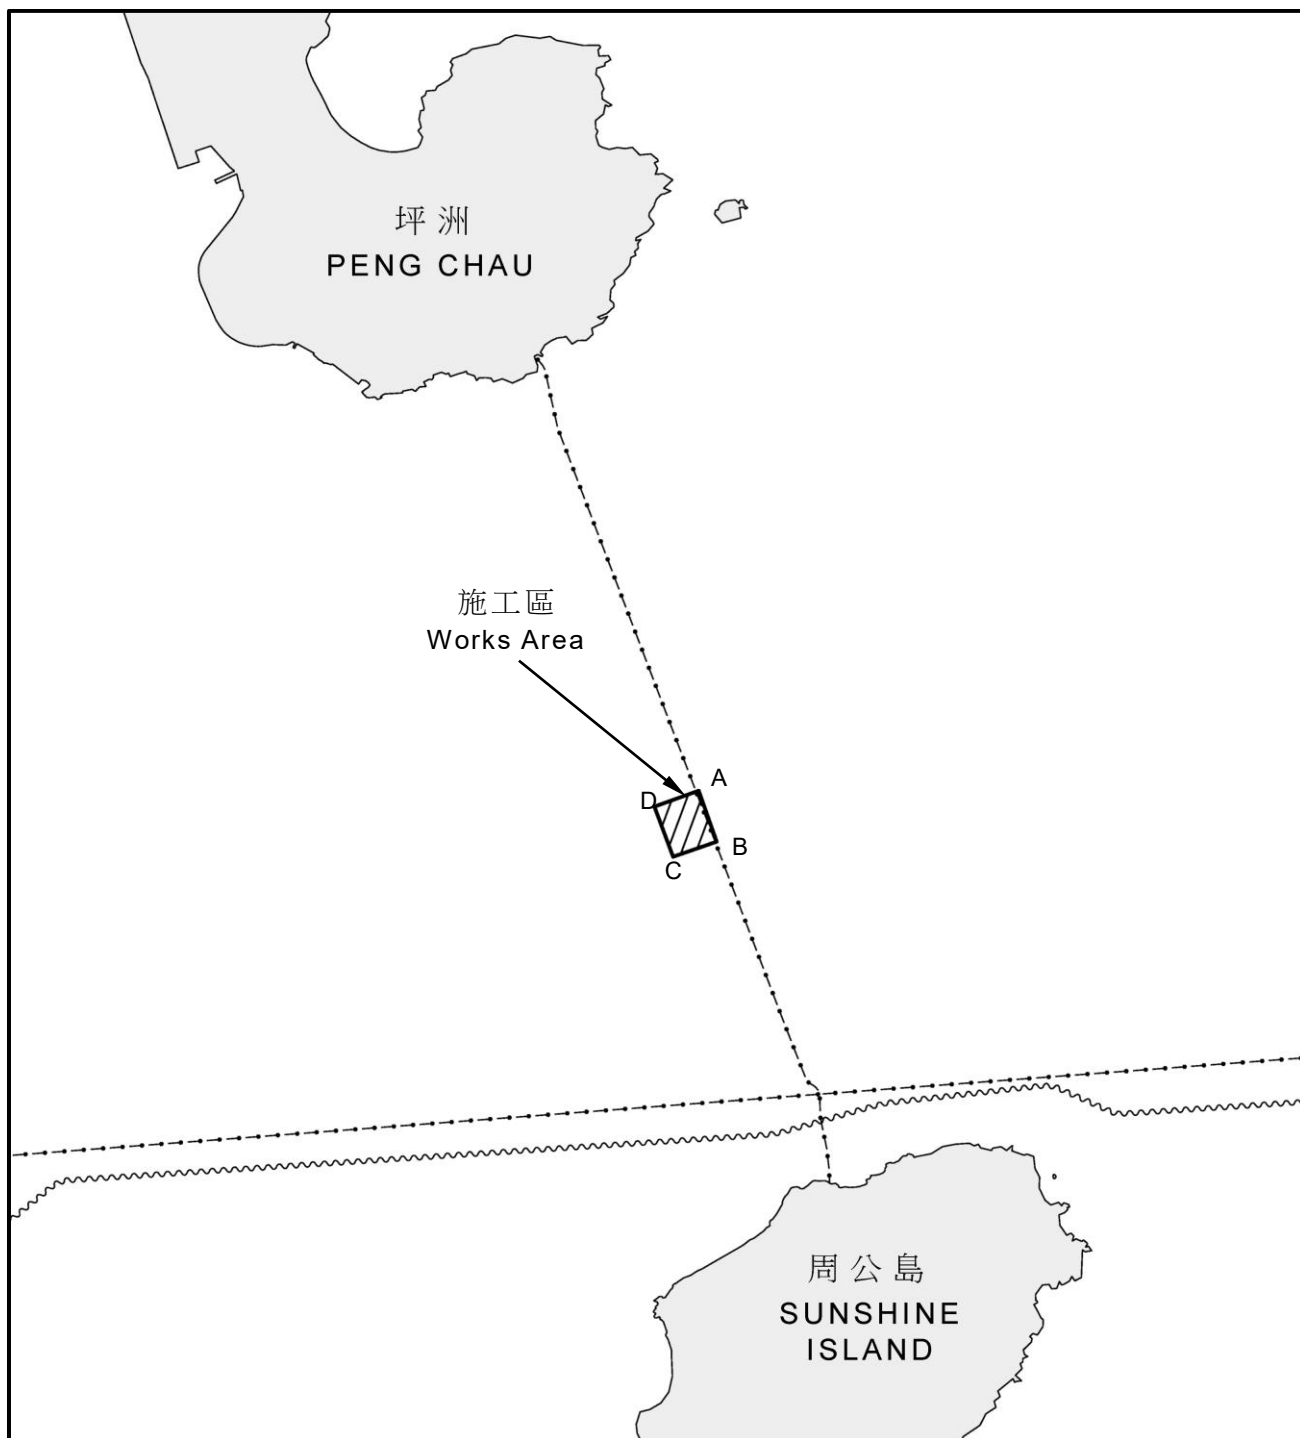 坪洲
PENG CHAU
施工區
Works Area
A
D
B
C
周公島
SUNSHINE
ISLAND